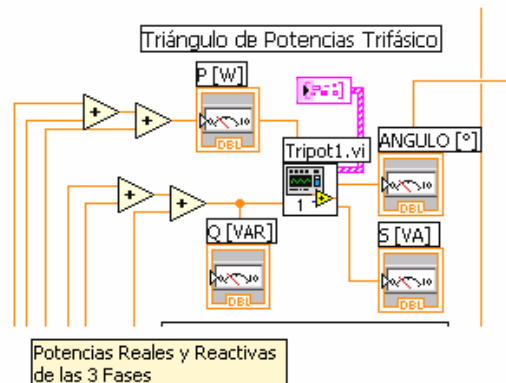 Triángulo de Potencias Trifásico
P [W]
DBL
Tripot1.vi
1
ANGULO [°]
DBL
Q [VAR]
DBL
S [VA]
DBL
Potencias Reales y Reactivas
de las 3 Fases